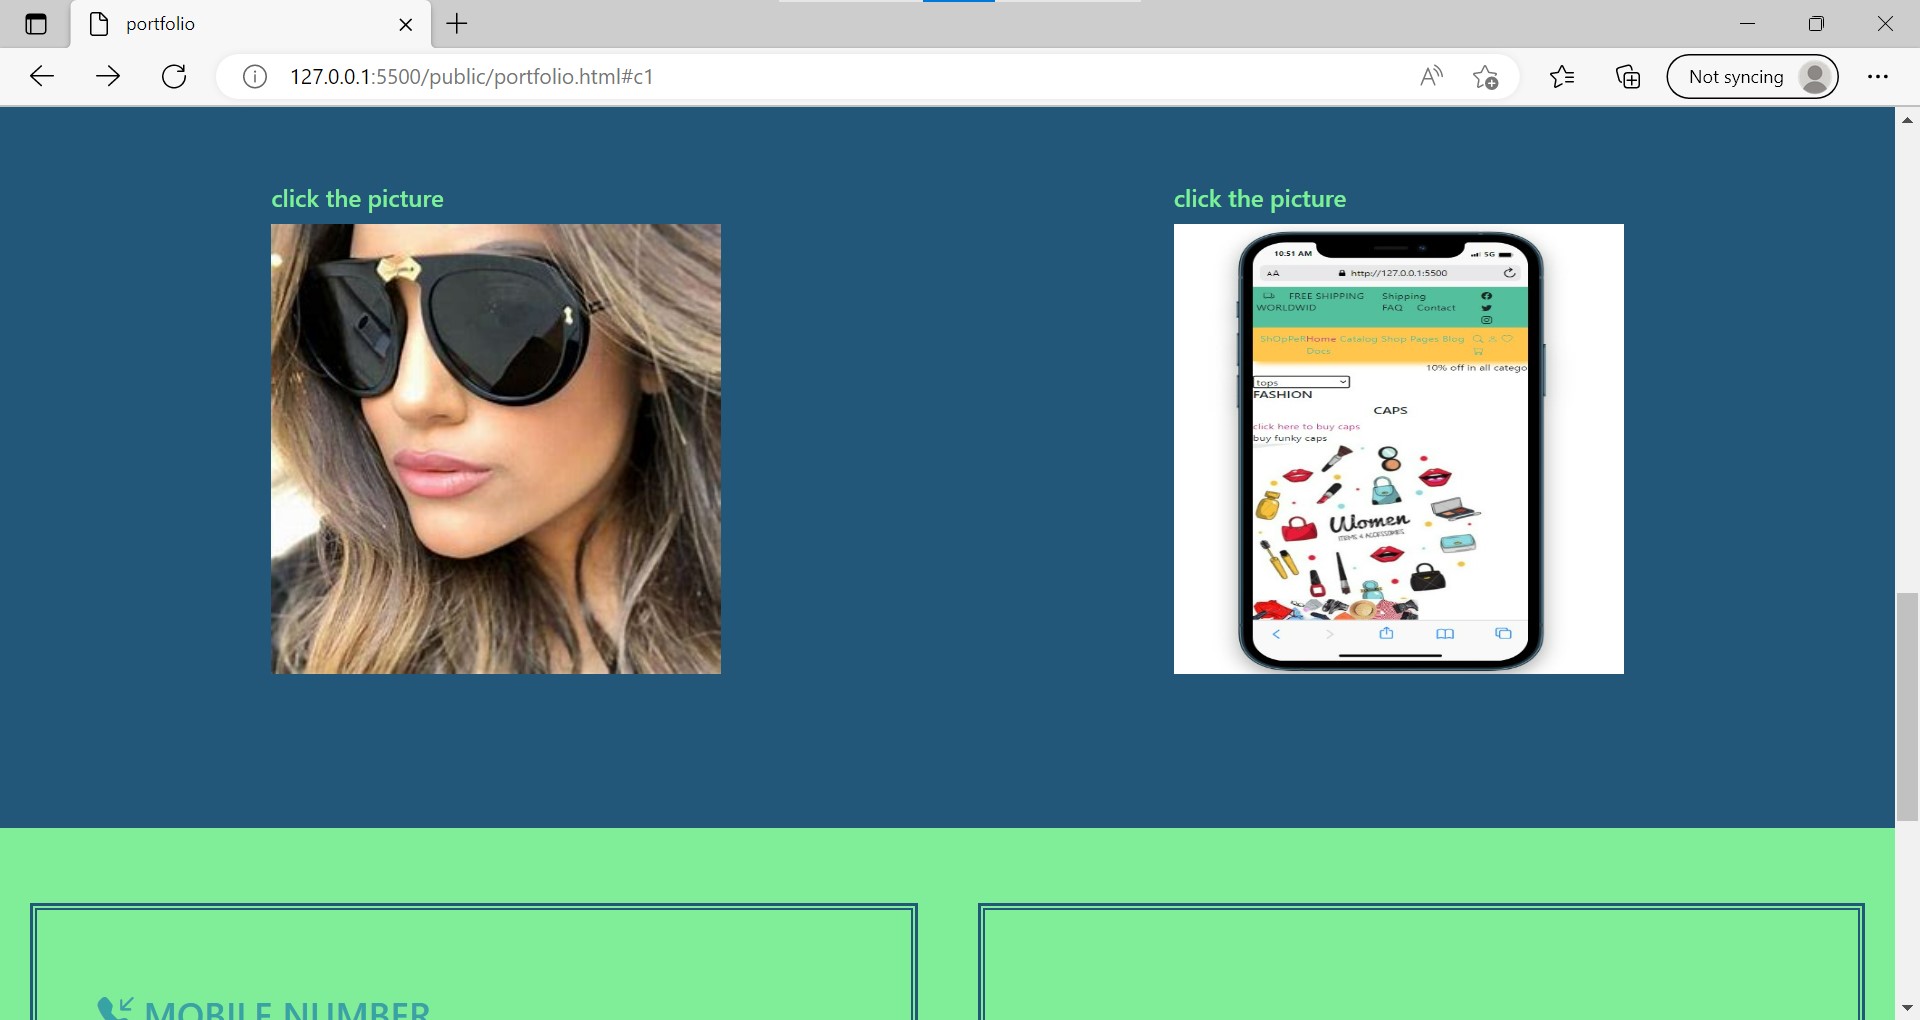 portfolio
127.0.0.1:5500/public/portfolio.html#c1
Not syncing
click the picture
click the picture
10:51 AM
5G
AA
http://127.0.0.1:5500
FREE SHIPPING
WORLDWID
Shipping
FAQ Contact
ShOpPeR Home Catalog Shop Pages Blog
Docs
10% off in all catego
tops
FASHION
CAPS
click here to buy caps
buy funky caps
Women
ITEMS & ACCESSORIES
MOBILE NUMBER